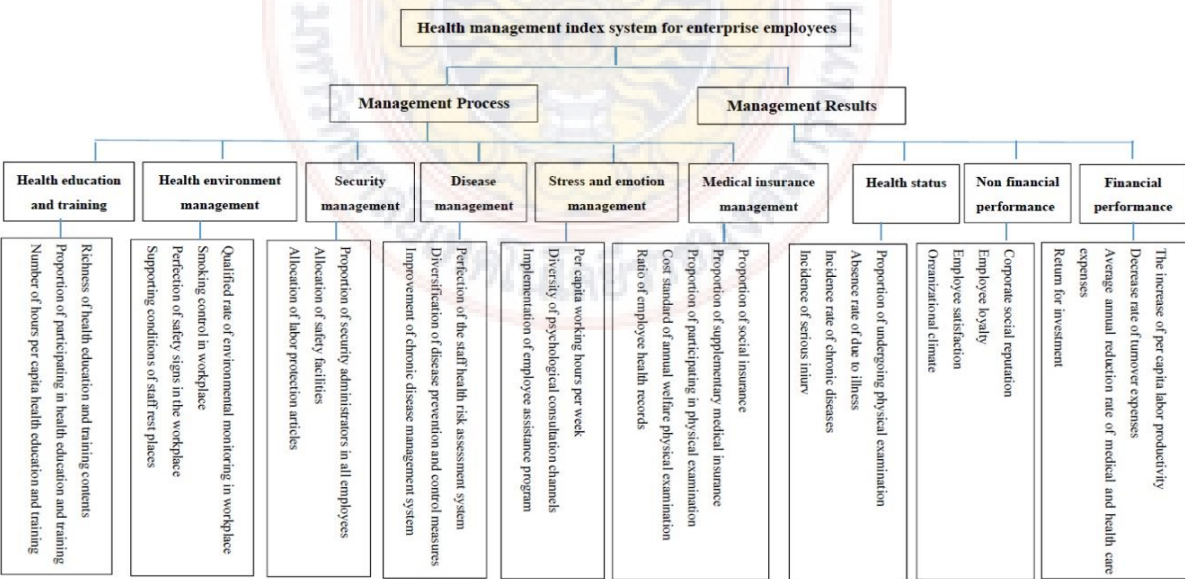 Health management index system for enterprise employees
Management Process
Management Results
Health education
and training
Health environment
management
Security
management
Disease
management
Stress and emotion
management
Medical insurance
management
Health status
Non financial
performance
Financial
performance
Richness of health education and training contents
Proportion of participating in health education and training
Number of hours per capita health education and training
Qualified rate of environmental monitoring in workplace
Smoking control in workplace
Perfection of safety signs in the workplace
Supporting conditions of staff rest places
Proportion of security administrators in all employees
Allocation of safety facilities
Allocation of labor protection articles
Perfection of the staff health risk assessment system
Diversification of disease prevention and control measures
Improvement of chronic disease management system
Per capita working hours per week
Diversity of psychological consultation channels
Implementation of employee assistance program
Proportion of social insurance
Proportion of supplementary medical insurance
Proportion of participating in physical examination
Cost standard of annual welfare physical examination
Ratio of employee health records
Proportion of undergoing physical examination
Absence rate of due to illness
Incidence rate of chronic diseases
Incidence of serious injury
Corporate social reputation
Employee loyalty
Employee satisfaction
Organizational climate
The increase of per capita labor productivity
Decrease rate of turnover expenses
Average annual reduction rate of medical and health care
expenses
Return for investment